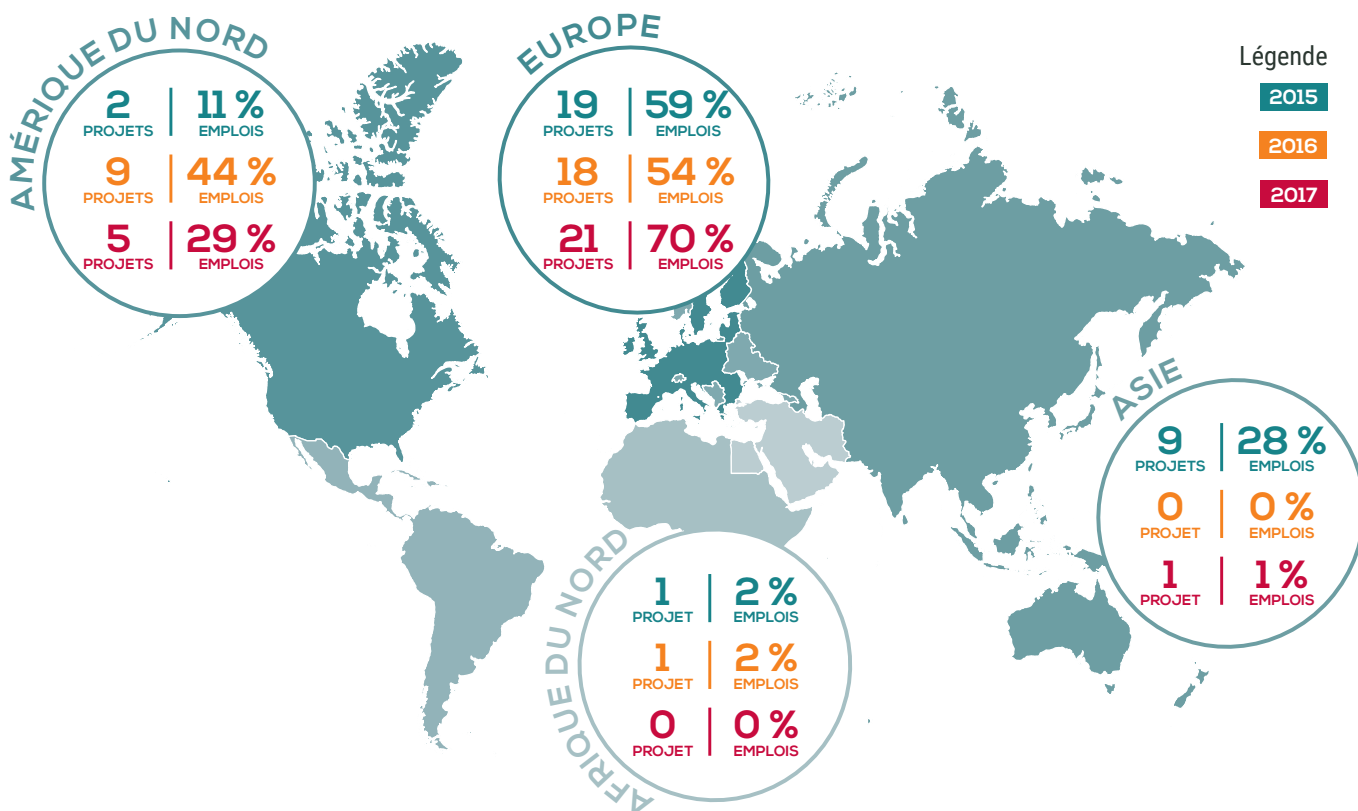 AMÉRIQUE DU NORD
2 11 %
PROJETS EMPLOIS
9 44 %
PROJETS EMPLOIS
5 29 %
PROJETS EMPLOIS
EUROPE
19 59 %
PROJETS EMPLOIS
18 54 %
PROJETS EMPLOIS
21 70 %
PROJETS EMPLOIS
Légende
2015
2016
2017
ASIE
9 28 %
PROJETS EMPLOIS
0 0 %
PROJET EMPLOIS
1 1 %
PROJET EMPLOIS
AFRIQUE DU NORD
1 2 %
PROJET EMPLOIS
1 2 %
PROJET EMPLOIS
0 0 %
PROJET EMPLOIS